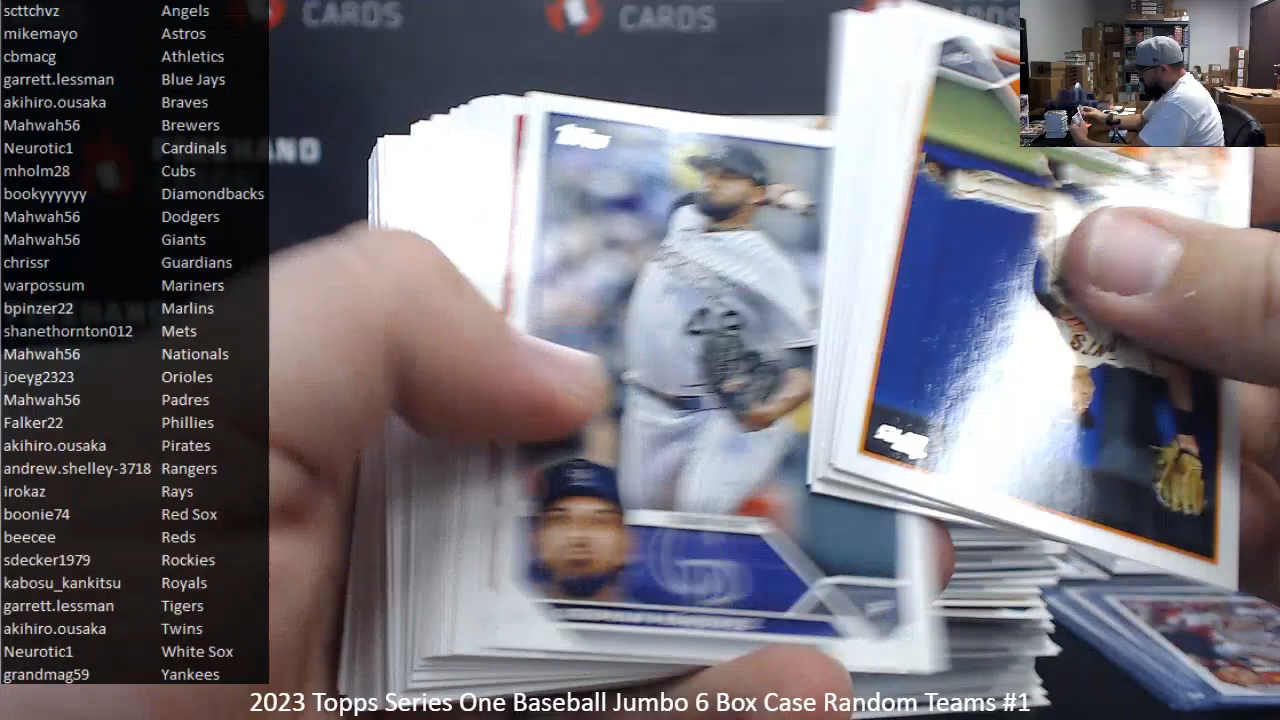 scttchvz Angels
mikemayo Astros
cbmacg Athletics
garrett.lessman Blue Jays
akihiro.ousaka Braves
Mahwah56 Brewers
Neurotic1 Cardinals
mholm28 Cubs
bookyyyyyy Diamondbacks
Mahwah56 Dodgers
Mahwah56 Giants
chrissr Guardians
warpossum Mariners
bpinzer22 Marlins
shanethornton012 Mets
Mahwah56 Nationals
joeyg2323 Orioles
Mahwah56 Padres
Falker22 Phillies
akihiro.ousaka Pirates
andrew.shelley-3718 Rangers
irokaz Rays
boonie74 Red Sox
beecee Reds
sdecker1979 Rockies
kabosu_kankitsu Royals
garrett.lessman Tigers
akihiro.ousaka Twins
Neurotic1 White Sox
grandmag59 Yankees
CARDS
CARDS
Topps
2023 Topps Series One Baseball Jumbo 6 Box Case Random Teams #1